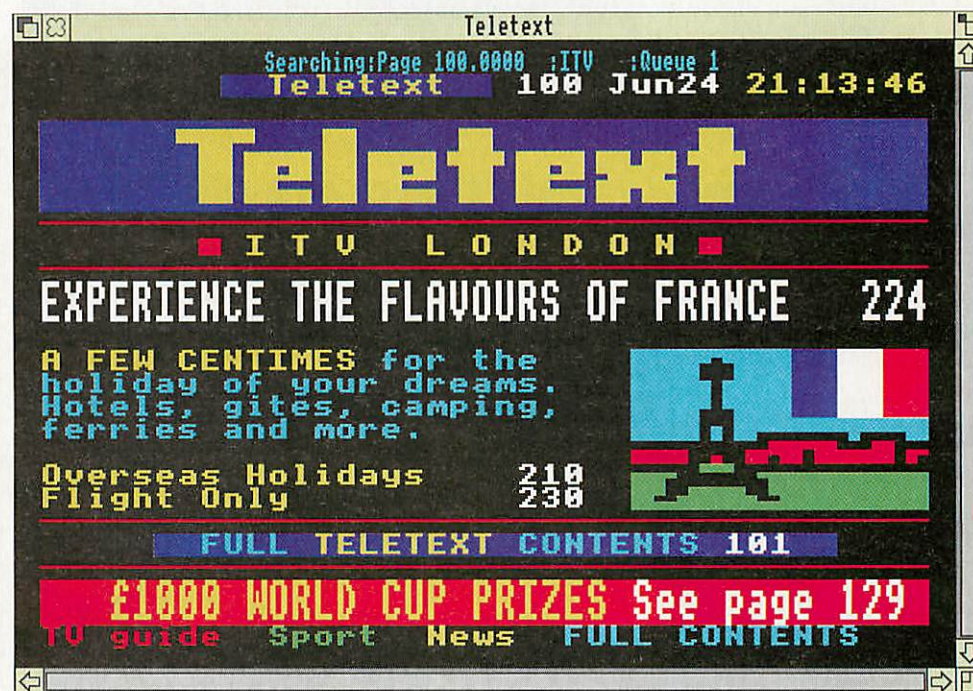 Teletext
Searching:Page 100.0000 :ITV :Queue 1
Teletext 100 Jun24 21:13:46
Teletext
ITV LONDON
EXPERIENCE THE FLAVOURS OF FRANCE 224
A FEW CENTIMES for the
holiday of your dreams.
Hotels, gites, camping,
ferries and more.
Overseas Holidays 210
Flight Only 230
FULL TELETEXT CONTENTS 101
£1000 WORLD CUP PRIZES See page 129
TV guide Sport News FULL CONTENTS